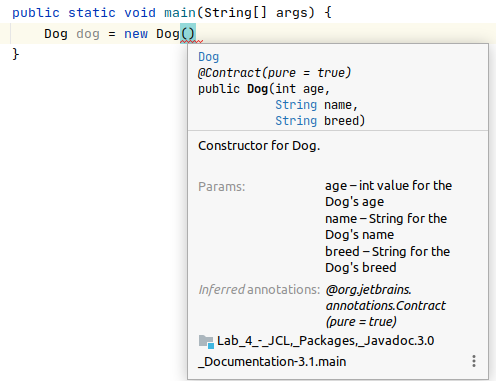 public static void main(String[] args) {
Dog dog = new Dog()
}
Dog
@Contract(pure = true)
public Dog(int age,
String name,
String breed)
Constructor for Dog.
Params: age – int value for the
Dog's age
name – String for the
Dog's name
breed – String for the
Dog's breed
Inferred annotations: @org.jetbrains.
annotations.Contract
(pure = true)
Lab_4_-_JCL,_Packages,_Javadoc.3.0
_Documentation-3.1.main